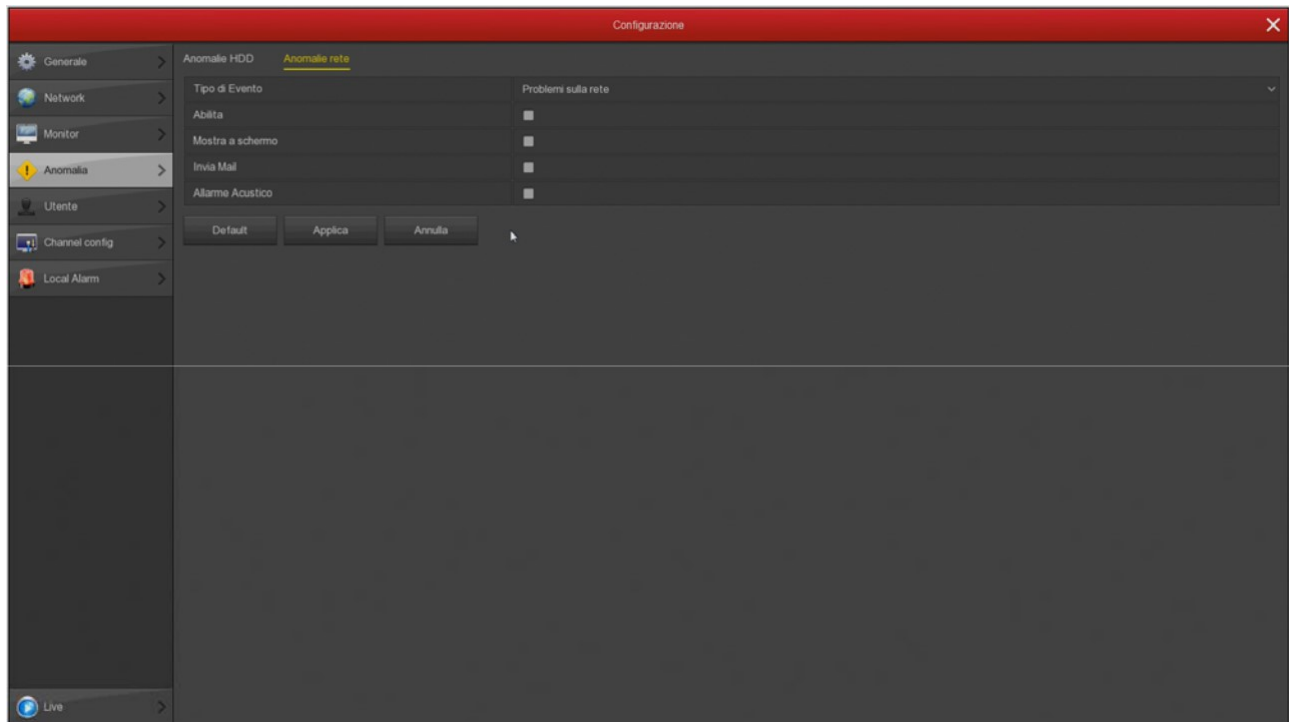 Configurazione
Generale
Network
Monitor
Anomalia
Utente
Channel config
Local Alarm
Live
Anomalie HDD Anomalie rete
Tipo di Evento Problemi sulla rete
Abilita
Mostra a schermo
Invia Mail
Allarme Acustico
Default Applica Annulla